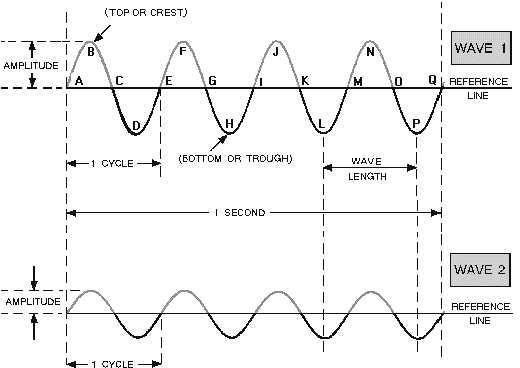 (TOP OR CREST)
WAVE 1
AMPLITUDE
B
F
J
N
A
C
E
G
I
K
M
O
Q
REFERENCE
LINE
D
H
L
P
1 CYCLE
(BOTTOM OR TROUGH)
WAVE
LENGTH
1 SECOND
WAVE 2
AMPLITUDE
REFERENCE
LINE
1 CYCLE